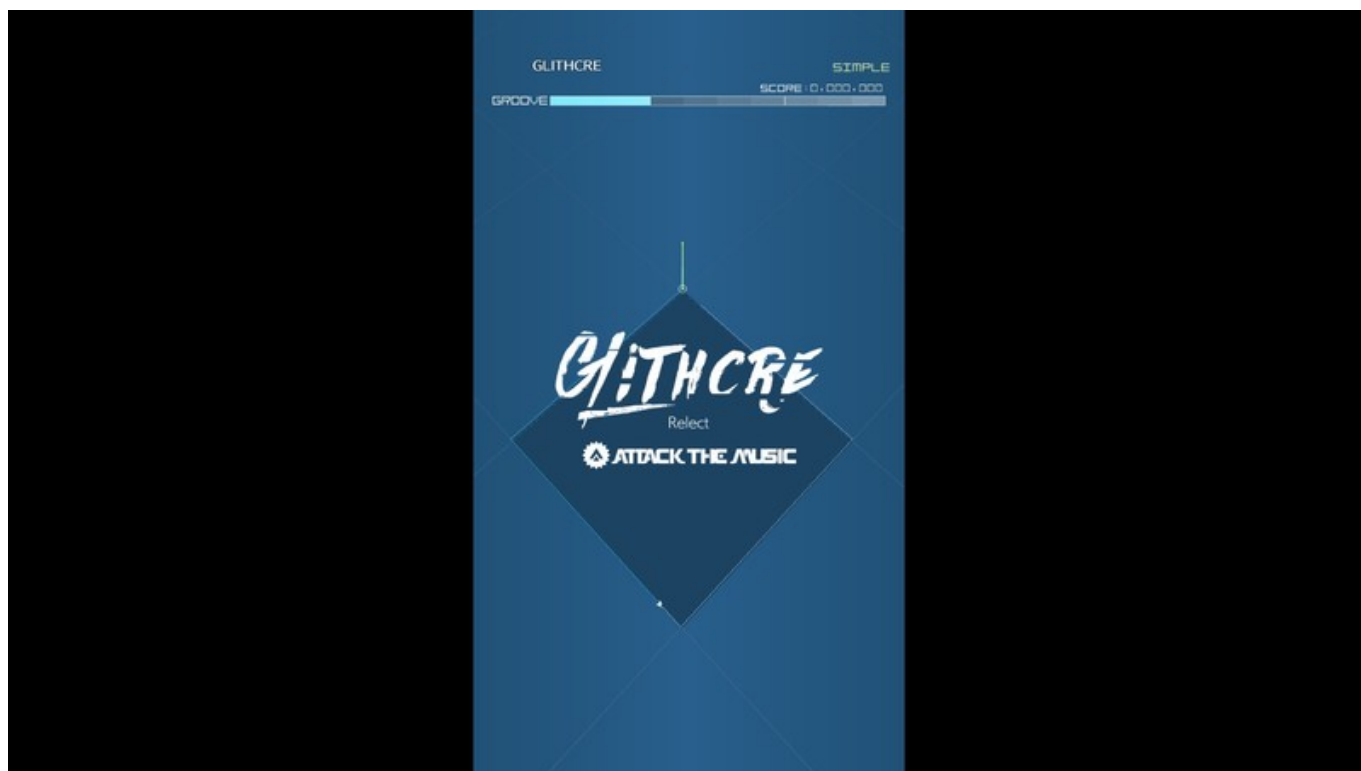 GLITHCRE
SIMPLE
SCORE:0,000,000
GROOVE
GLITHCRE
Relect
ATTACK THE MUSIC